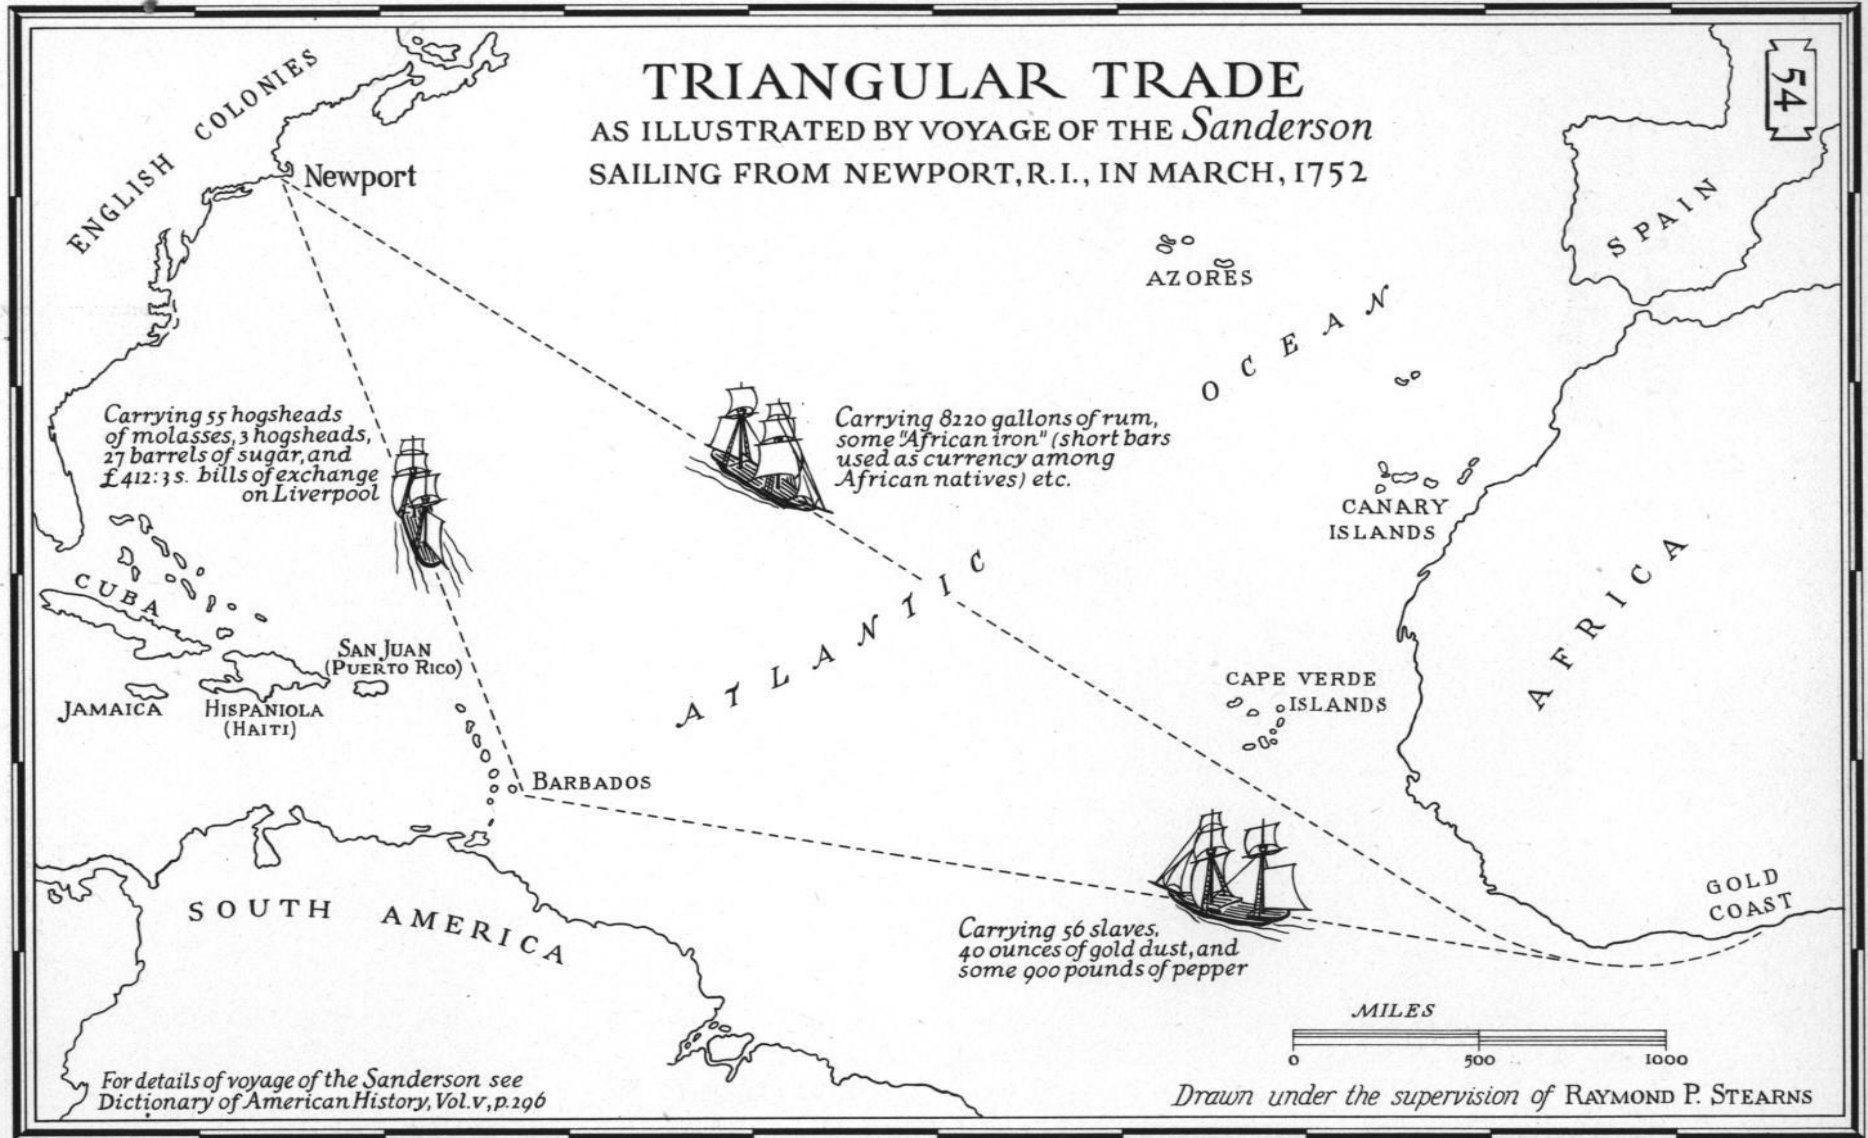 TRIANGULAR TRADE
AS ILLUSTRATED BY VOYAGE OF THE Sanderson
SAILING FROM NEWPORT, R.I., IN MARCH, 1752
54
ENGLISH COLONIES
Newport
SPAIN
AZORES
OCEAN
Carrying 55 hogsheads
of molasses, 3 hogsheads,
27 barrels of sugar, and
£412:3s. bills of exchange
on Liverpool
Carrying 8220 gallons of rum,
some "African iron" (short bars
used as currency among
African natives) etc.
CANARY
ISLANDS
ATLANTIC
AFRICA
CUBA
SAN JUAN
(PUERTO RICO)
JAMAICA
HISPANIOLA
(HAITI)
CAPE VERDE
ISLANDS
BARBADOS
GOLD
COAST
SOUTH AMERICA
Carrying 56 slaves,
40 ounces of gold dust, and
some 900 pounds of pepper
MILES
0 500 1000
For details of voyage of the Sanderson see
Dictionary of American History, Vol. V, p. 296
Drawn under the supervision of RAYMOND P. STEARNS